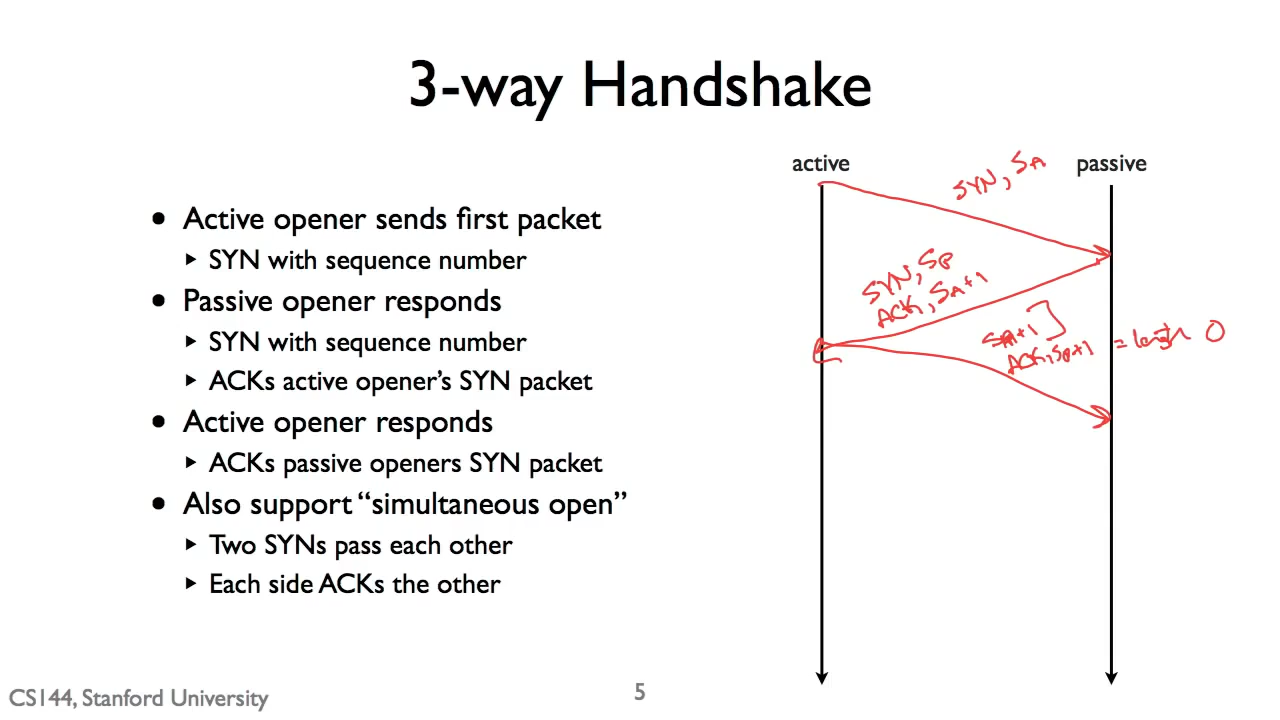 3-way Handshake
• Active opener sends first packet
‣ SYN with sequence number
• Passive opener responds
‣ SYN with sequence number
‣ ACKs active opener's SYN packet
• Active opener responds
‣ ACKs passive openers SYN packet
• Also support “simultaneous open”
‣ Two SYNs pass each other
‣ Each side ACKs the other
active
passive
SYN, SA
SYN, SB
ACK, SA+1
SA+1
ACK, SB+1
= length 0
CS144, Stanford University
5